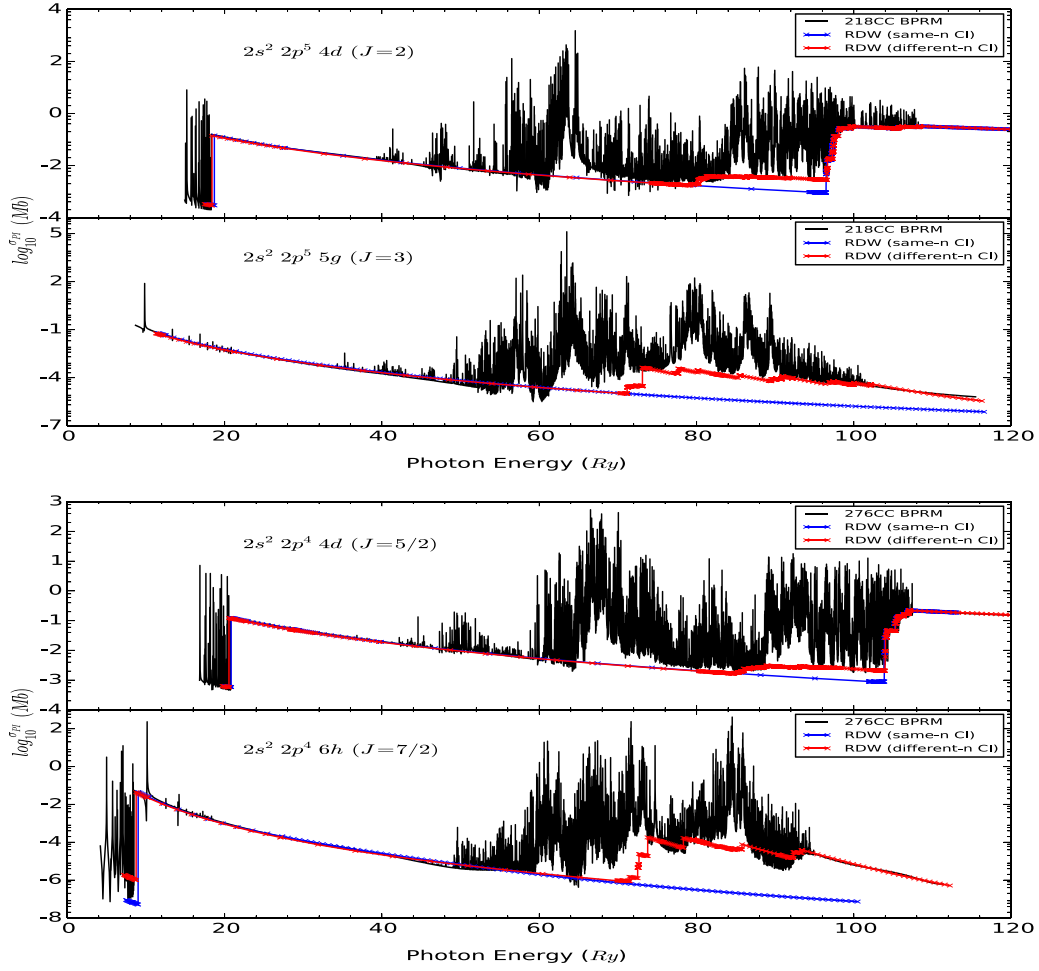 4
2
0
−2
−4
2s² 2p⁵ 4d (J=2)
218CC BPRM
RDW (same-n CI)
RDW (different-n CI)
log₁₀ σ_PI (Mb)
5
2
−1
−4
−7
2s² 2p⁵ 5g (J=3)
218CC BPRM
RDW (same-n CI)
RDW (different-n CI)
0 20 40 60 80 100 120
Photon Energy (Ry)
3
2
1
0
−1
−2
−3
−4
2s² 2p⁴ 4d (J=5/2)
276CC BPRM
RDW (same-n CI)
RDW (different-n CI)
log₁₀ σ_PI (Mb)
2
0
−2
−4
−6
−8
2s² 2p⁴ 6h (J=7/2)
276CC BPRM
RDW (same-n CI)
RDW (different-n CI)
0 20 40 60 80 100 120
Photon Energy (Ry)